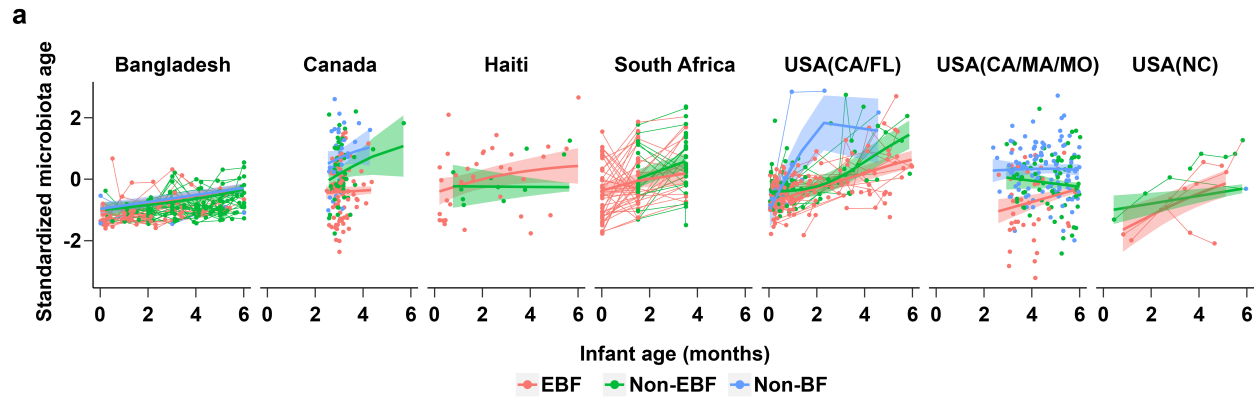 a
Bangladesh Canada Haiti South Africa USA(CA/FL) USA(CA/MA/MO) USA(NC)
Standardized microbiota age
2
0
-2
0 2 4 6 0 2 4 6 0 2 4 6 0 2 4 6 0 2 4 6 0 2 4 6 0 2 4 6
Infant age (months)
EBF Non-EBF Non-BF